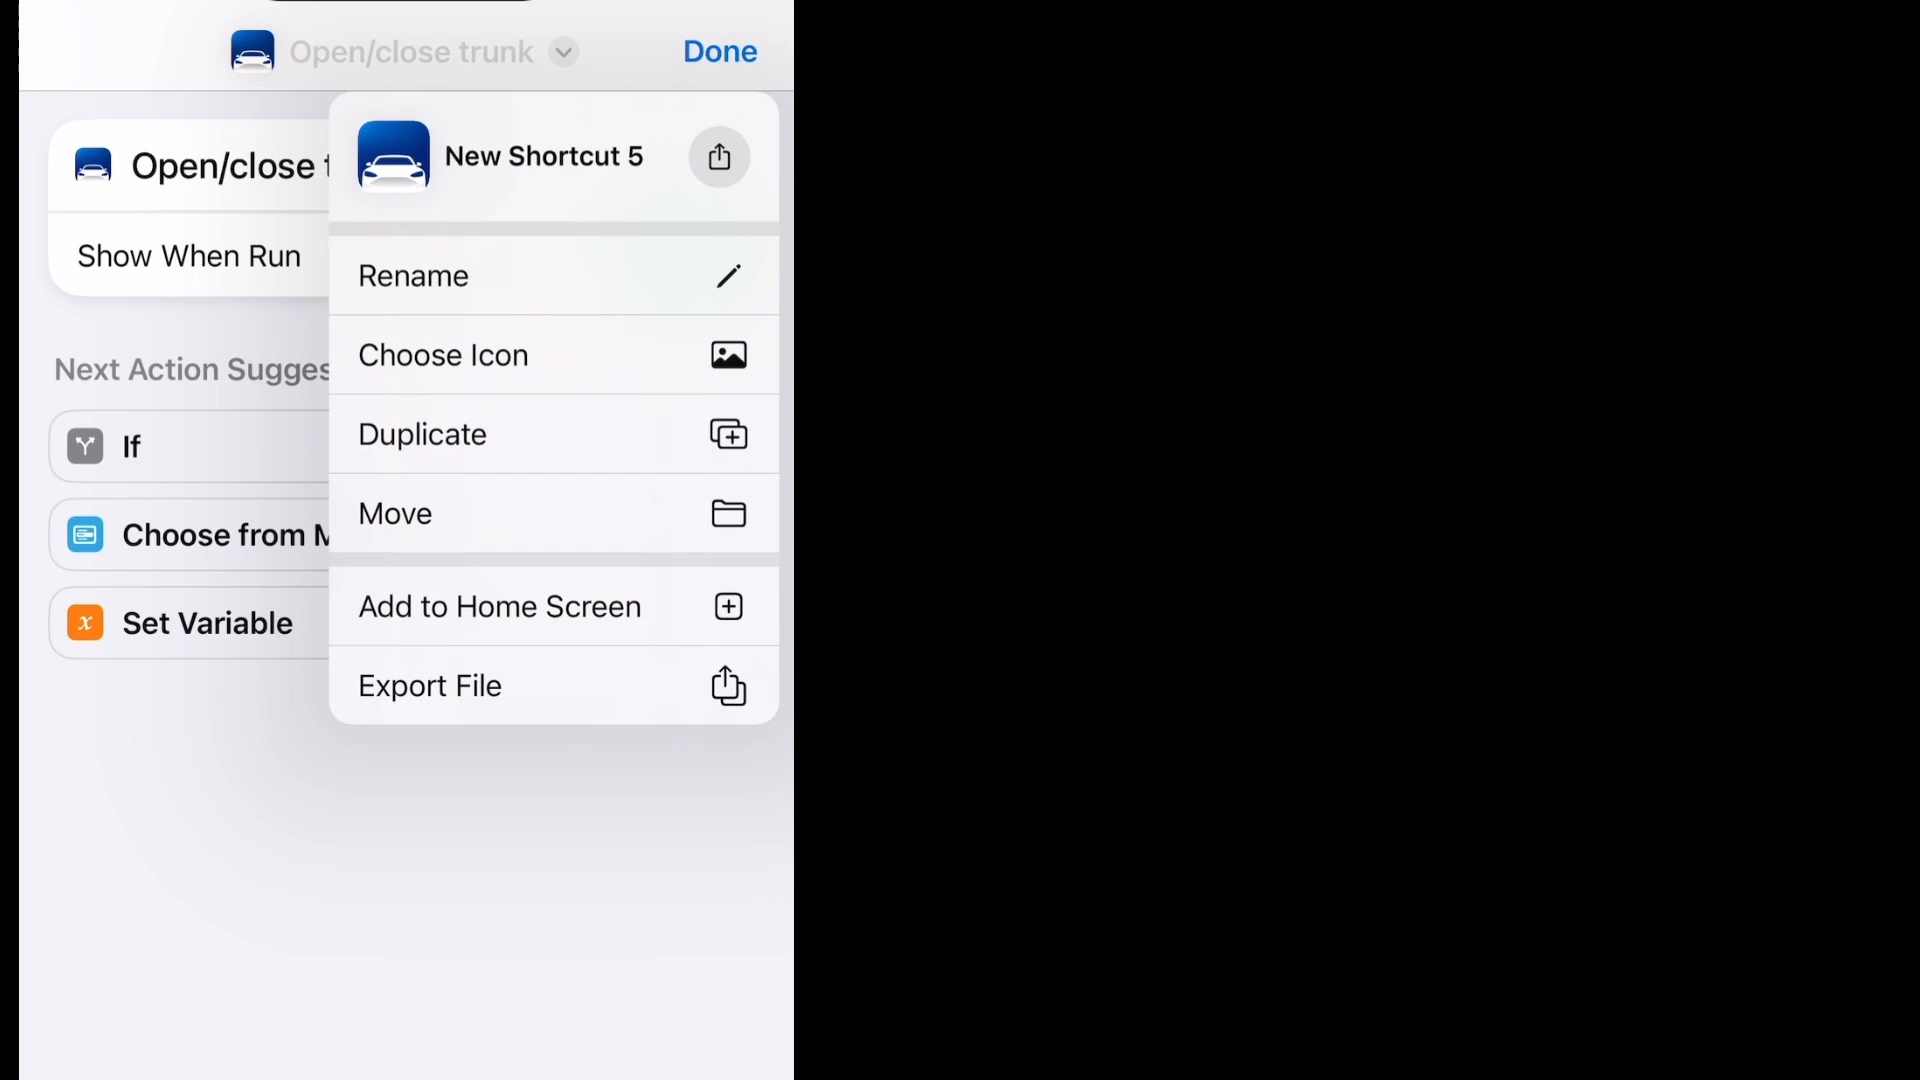 Open/close trunk
Done
Open/close
New Shortcut 5
Show When Run
Rename
Choose Icon
Next Action Sugges
Duplicate
If
Move
Choose from M
Add to Home Screen
x Set Variable
Export File